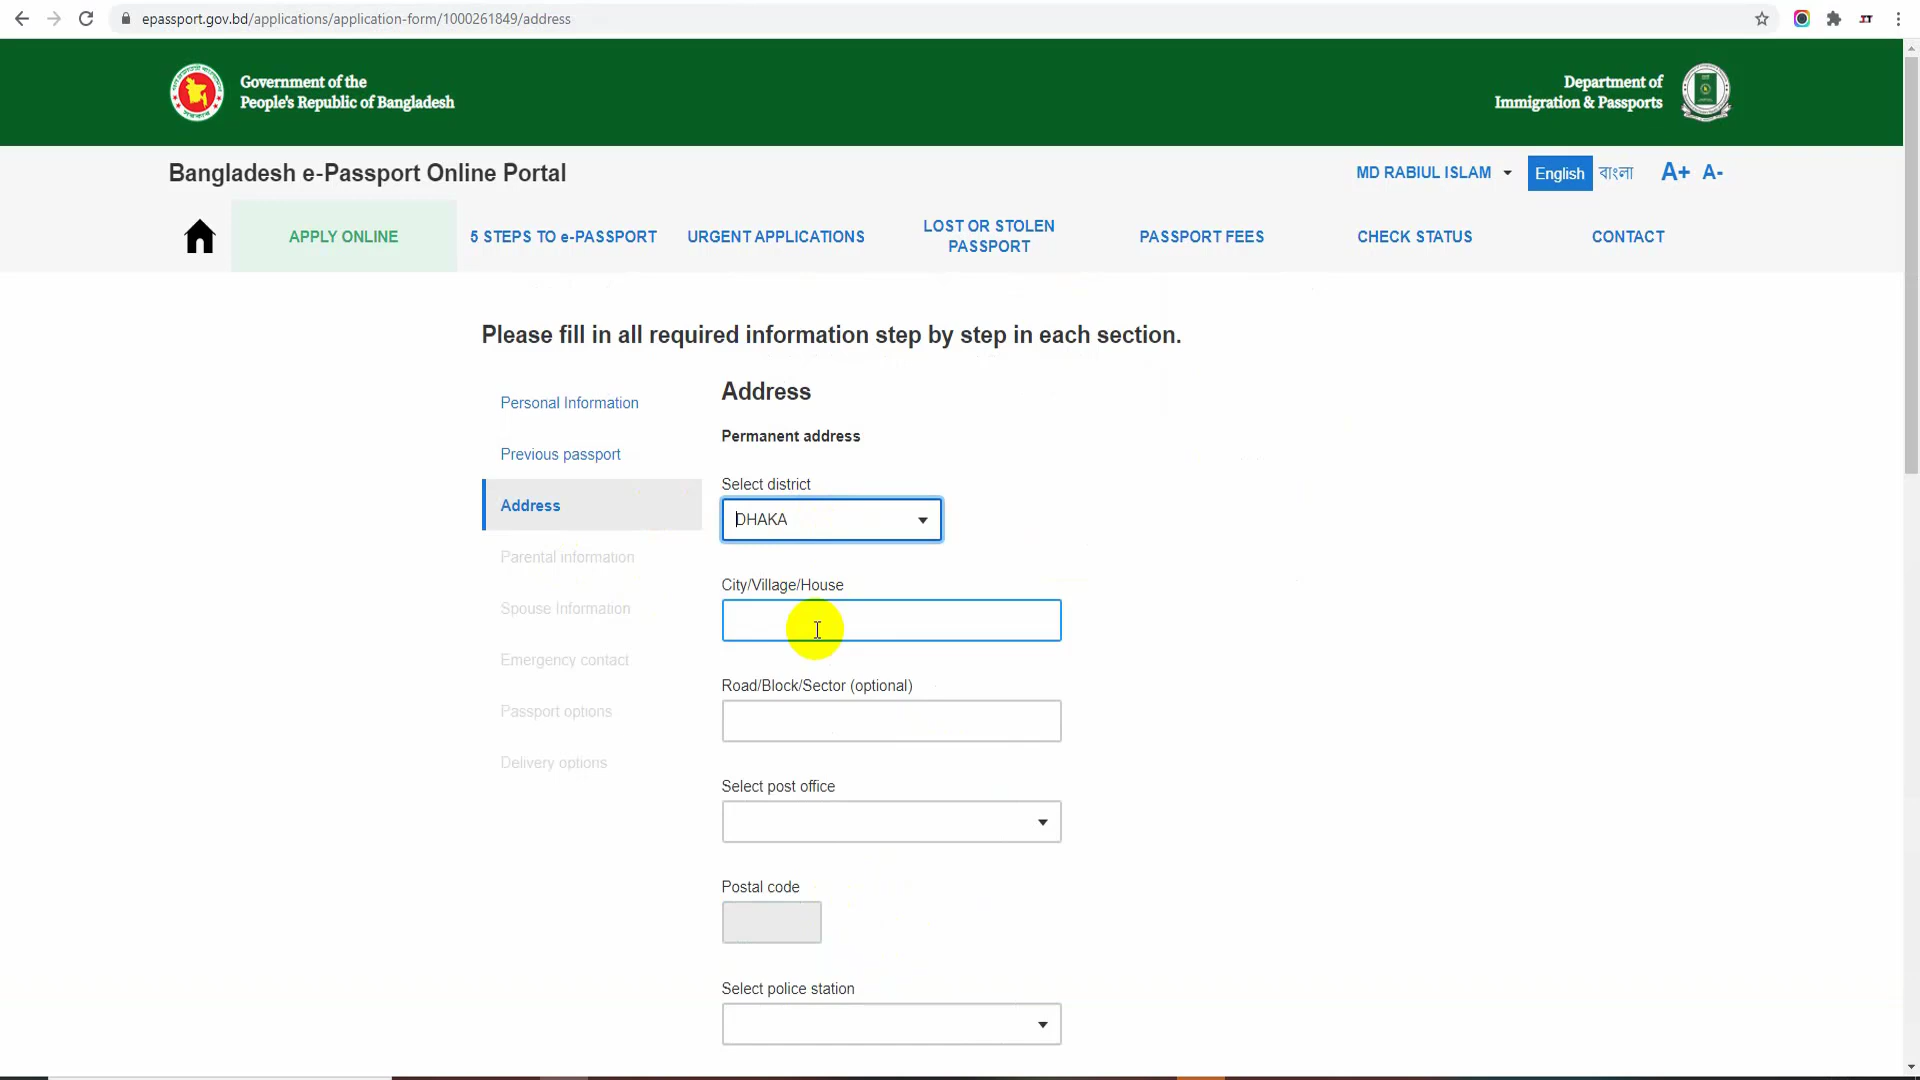 epassport.gov.bd/applications/application-form/1000261849/address
Government of the
People's Republic of Bangladesh
Department of
Immigration & Passports
Bangladesh e-Passport Online Portal
MD RABIUL ISLAM
English
বাংলা
A+ A-
APPLY ONLINE
5 STEPS TO e-PASSPORT
URGENT APPLICATIONS
LOST OR STOLEN
PASSPORT
PASSPORT FEES
CHECK STATUS
CONTACT
Please fill in all required information step by step in each section.
Personal Information
Previous passport
Address
Parental information
Spouse Information
Emergency contact
Passport options
Delivery options
Address
Permanent address
Select district
DHAKA
City/Village/House
Road/Block/Sector (optional)
Select post office
Postal code
Select police station